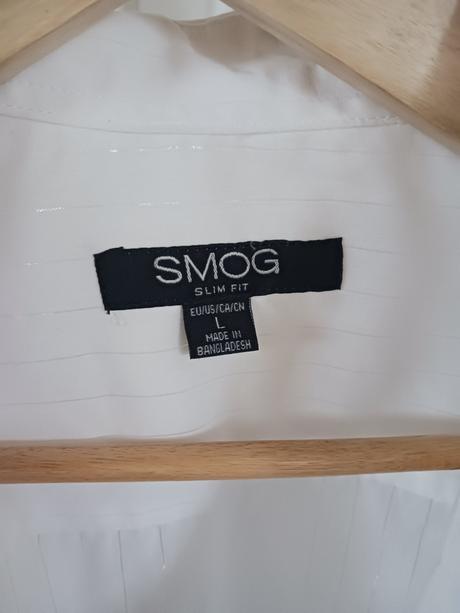 SMOG
SLIM FIT
EU/US/CA/CN
L
MADE IN
BANGLADESH